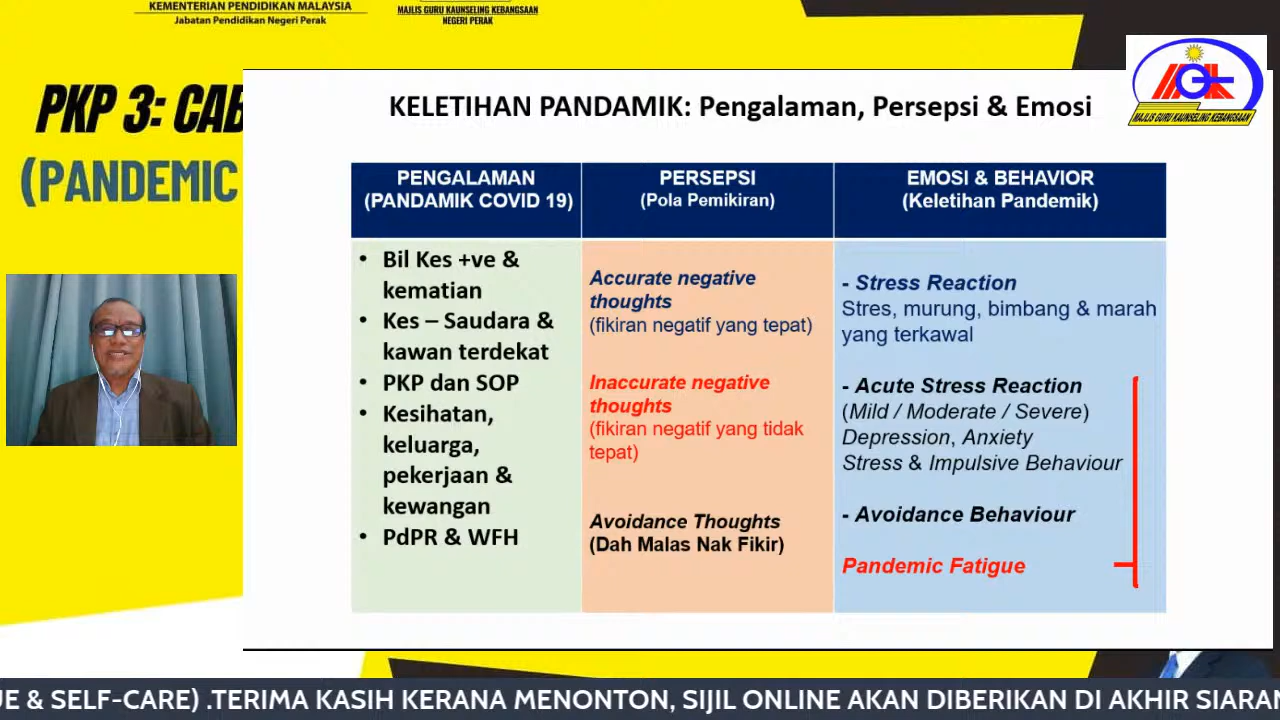 KEMENTERIAN PENDIDIKAN MALAYSIA
Jabatan Pendidikan Negeri Perak
MAJLIS GURU KAUNSELING KEBANGSAAN
NEGERI PERAK
PKP 3: CAB
(PANDEMIC
MAJLIS GURU KAUNSELING KEBANGSAAN
KELETIHAN PANDAMIK: Pengalaman, Persepsi & Emosi
PENGALAMAN
(PANDAMIK COVID 19)
• Bil Kes +ve &
kematian
• Kes – Saudara &
kawan terdekat
• PKP dan SOP
• Kesihatan,
keluarga,
pekerjaan &
kewangan
• PdPR & WFH
PERSEPSI
(Pola Pemikiran)
Accurate negative
thoughts
(fikiran negatif yang tepat)
Inaccurate negative
thoughts
(fikiran negatif yang tidak
tepat)
Avoidance Thoughts
(Dah Malas Nak Fikir)
EMOSI & BEHAVIOR
(Keletihan Pandemik)
- Stress Reaction
Stres, murung, bimbang & marah
yang terkawal
- Acute Stress Reaction
(Mild / Moderate / Severe)
Depression, Anxiety
Stress & Impulsive Behaviour
- Avoidance Behaviour
Pandemic Fatigue
UE & SELF-CARE) .TERIMA KASIH KERANA MENONTON, SIJIL ONLINE AKAN DIBERIKAN DI AKHIR SIARAN